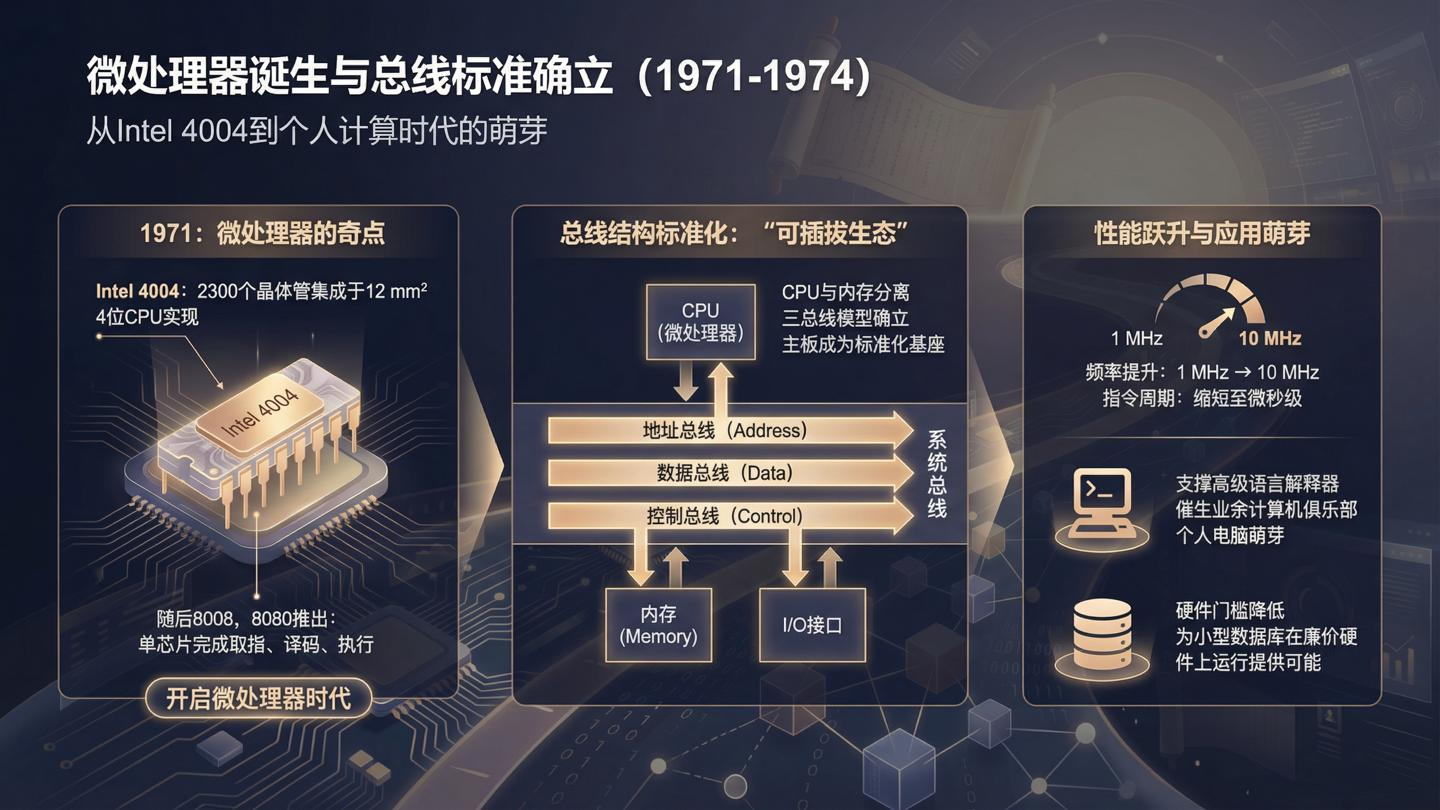 微处理器诞生与总线标准确立（1971-1974）
从Intel 4004到个人计算时代的萌芽
1971：微处理器的奇点
Intel 4004：2300个晶体管集成于12 mm²
4位CPU实现
Intel 4004
随后8008，8080推出：
单芯片完成取指、译码、执行
开启微处理器时代
总线结构标准化：“可插拔生态”
CPU
（微处理器）
CPU与内存分离
三总线模型确立
主板成为标准化基座
地址总线（Address）
数据总线（Data）
控制总线（Control）
系统总线
内存
(Memory)
I/O接口
性能跃升与应用萌芽
1 MHz
10 MHz
频率提升：1 MHz → 10 MHz
指令周期：缩短至微秒级
支撑高级语言解释器
催生业余计算机俱乐部
个人电脑萌芽
硬件门槛降低
为小型数据库在廉价硬
件上运行提供可能